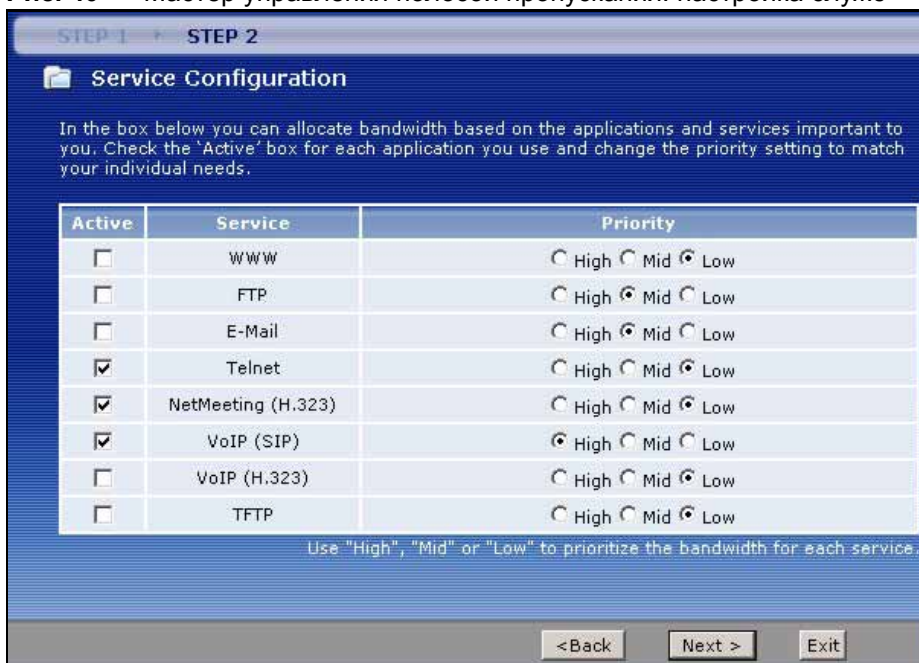 STEP 1 STEP 2
Service Configuration
In the box below you can allocate bandwidth based on the applications and services important to
you. Check the 'Active' box for each application you use and change the priority setting to match
your individual needs.
Active Service Priority
WWW High Mid Low
FTP High Mid Low
E-Mail High Mid Low
Telnet High Mid Low
NetMeeting (H.323) High Mid Low
VoIP (SIP) High Mid Low
VoIP (H.323) High Mid Low
TFTP High Mid Low
Use "High", "Mid" or "Low" to prioritize the bandwidth for each service.
<Back Next > Exit